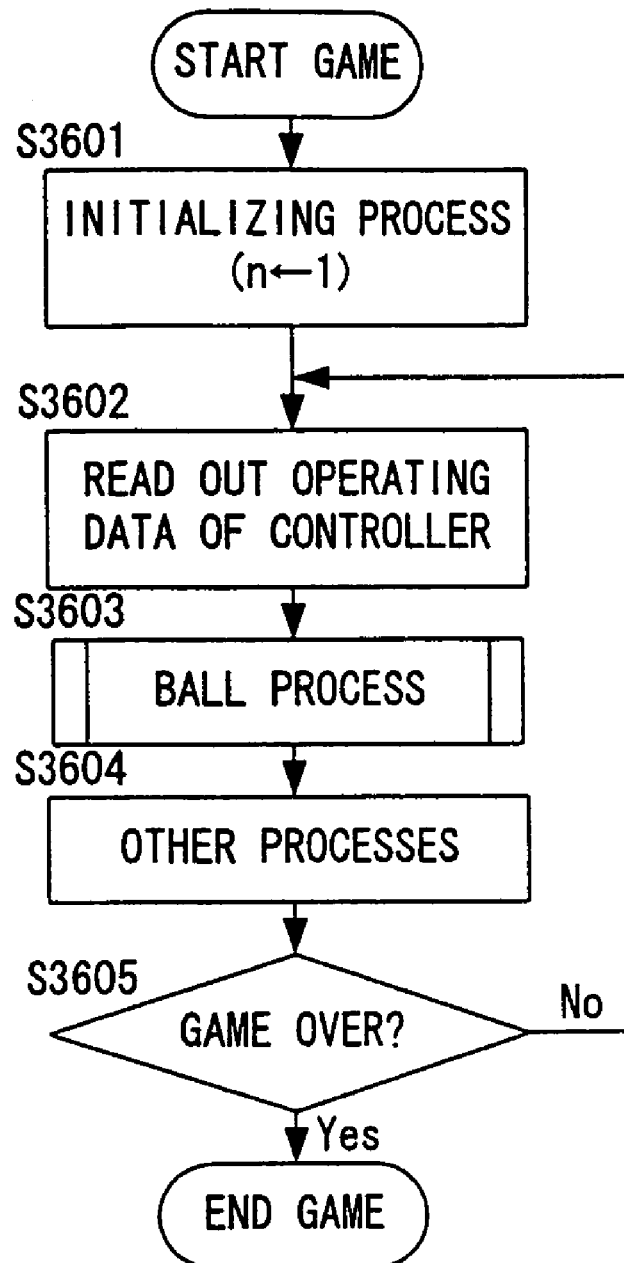 START GAME
S3601
INITIALIZING PROCESS
(n←1)
S3602
READ OUT OPERATING
DATA OF CONTROLLER
S3603
BALL PROCESS
S3604
OTHER PROCESSES
S3605
GAME OVER?
No
Yes
END GAME